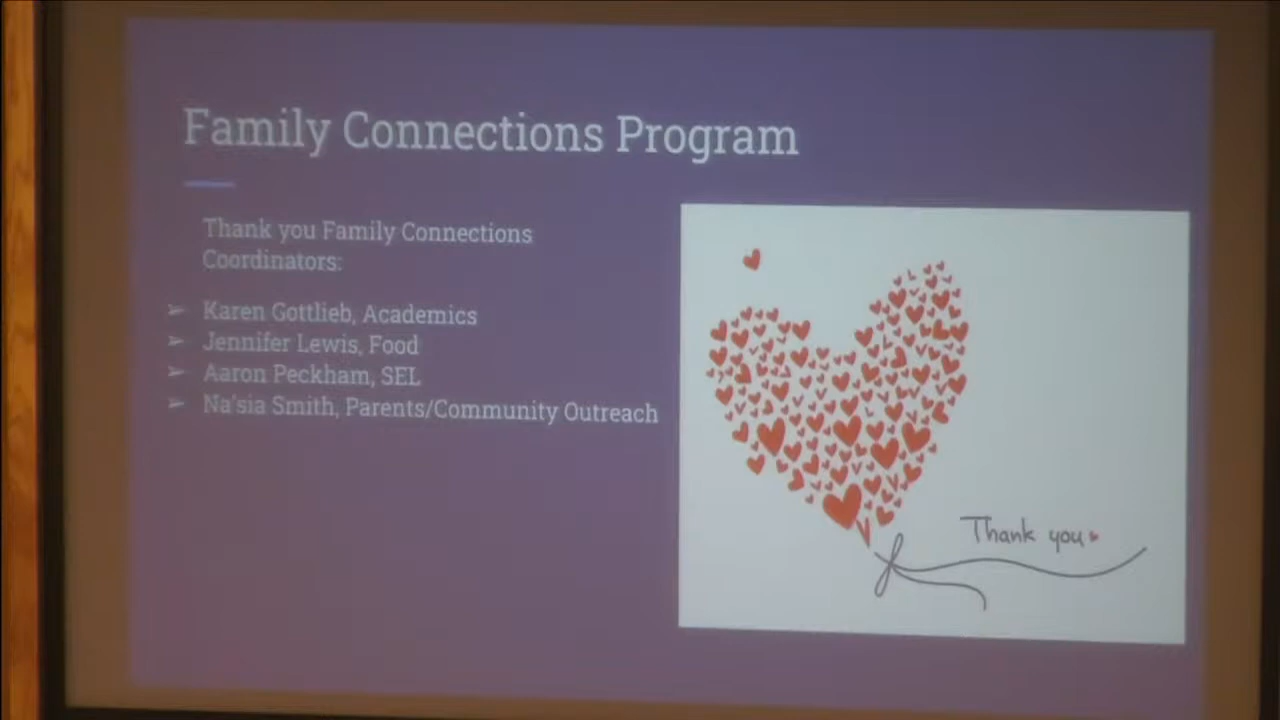 Family Connections Program
Thank you Family Connections
Coordinators:
➢ Karen Gottlieb, Academics
➢ Jennifer Lewis, Food
➢ Aaron Peckham, SEL
➢ Na'sia Smith, Parents/Community Outreach
Thank you